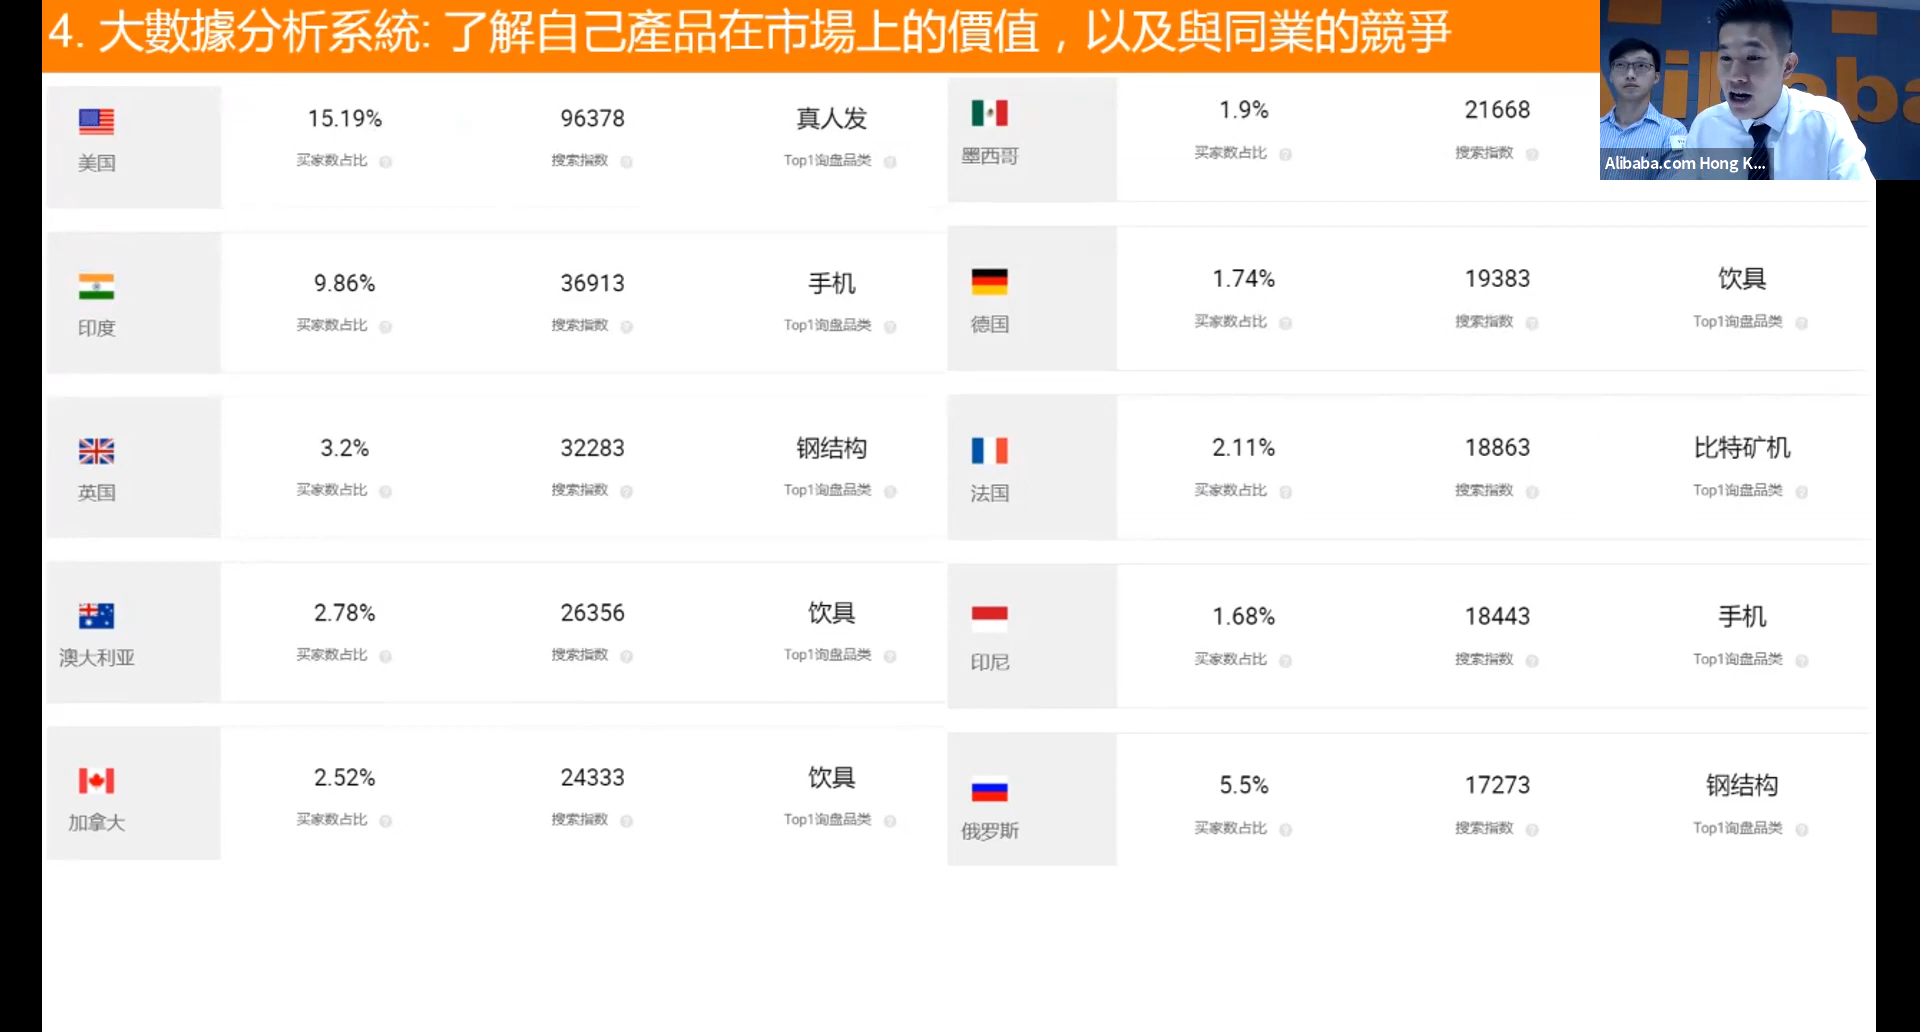 4. 大數據分析系統: 了解自己產品在市場上的價值，以及與同業的競爭
Alibaba.com Hong K...
美国
15.19%
买家数占比
96378
搜索指数
真人发
Top1询盘品类
印度
9.86%
买家数占比
36913
搜索指数
手机
Top1询盘品类
英国
3.2%
买家数占比
32283
搜索指数
钢结构
Top1询盘品类
澳大利亚
2.78%
买家数占比
26356
搜索指数
饮具
Top1询盘品类
加拿大
2.52%
买家数占比
24333
搜索指数
饮具
Top1询盘品类
墨西哥
1.9%
买家数占比
21668
搜索指数
德国
1.74%
买家数占比
19383
搜索指数
饮具
Top1询盘品类
法国
2.11%
买家数占比
18863
搜索指数
比特矿机
Top1询盘品类
印尼
1.68%
买家数占比
18443
搜索指数
手机
Top1询盘品类
俄罗斯
5.5%
买家数占比
17273
搜索指数
钢结构
Top1询盘品类